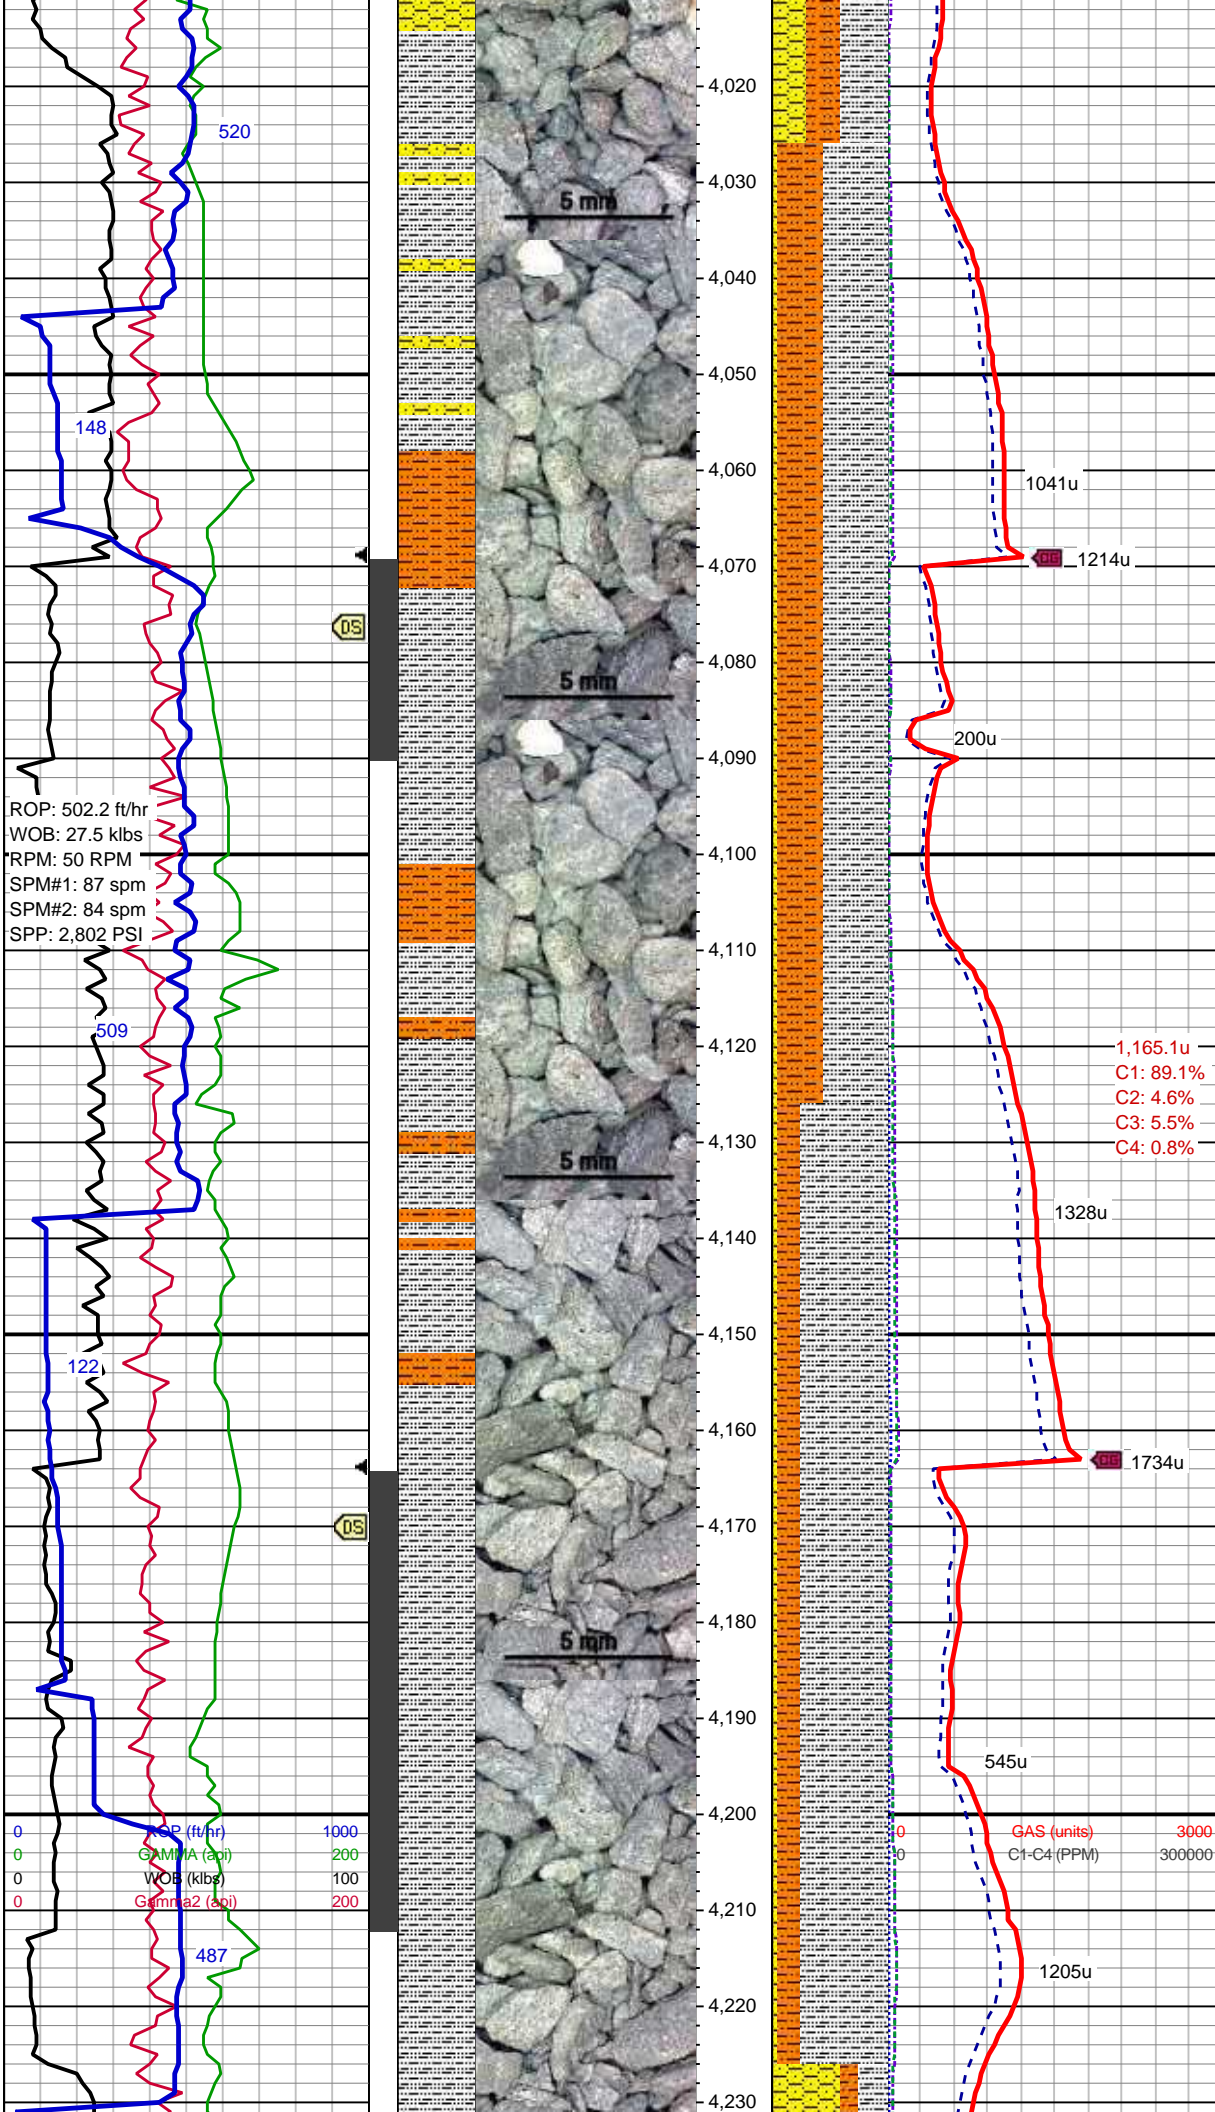 4,020
520
4,030
5 mm
4,040
4,050
148
4,060
1041u
DS
4,070
CG
1214u
4,080
5 mm
200u
4,090
ROP: 502.2 ft/hr
WOB: 27.5 klbs
RPM: 50 RPM
SPM#1: 87 spm
SPM#2: 84 spm
SPP: 2,802 PSI
4,100
4,110
509
4,120
1,165.1u
C1: 89.1%
C2: 4.6%
C3: 5.5%
C4: 0.8%
4,130
5 mm
1328u
4,140
4,150
122
4,160
CG
1734u
DS
4,170
4,180
5 mm
4,190
545u
4,200
0 ROP (ft/hr) 1000
0 GAMMA (api) 200
0 WOB (klbs) 100
0 Gamma2 (api) 200
0 GAS (units) 3000
0 C1-C4 (PPM) 300000
4,210
487
1205u
4,220
4,230